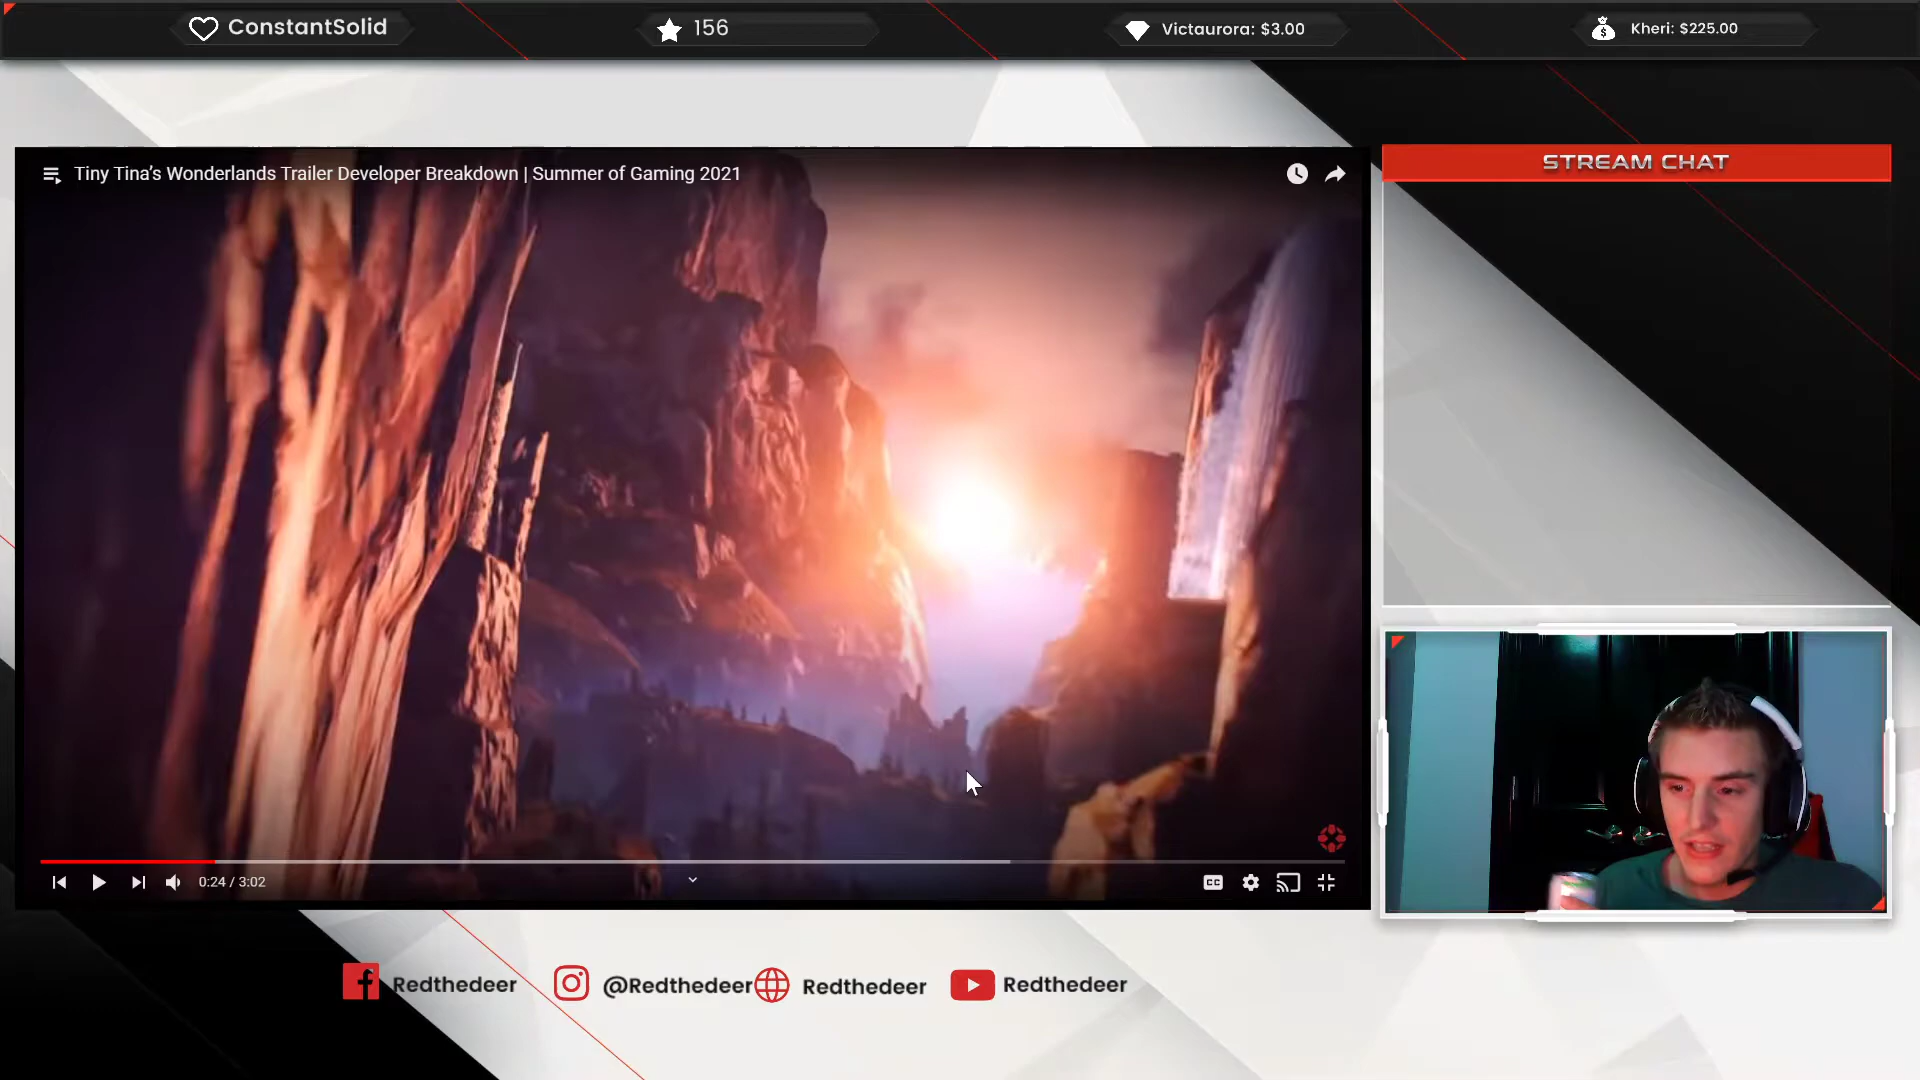 ConstantSolid
156
Victaurora: $3.00
Kheri: $225.00
Tiny Tina’s Wonderlands Trailer Developer Breakdown | Summer of Gaming 2021
STREAM CHAT
0:24 / 3:02
CC
Redthedeer
@Redthedeer
Redthedeer
Redthedeer